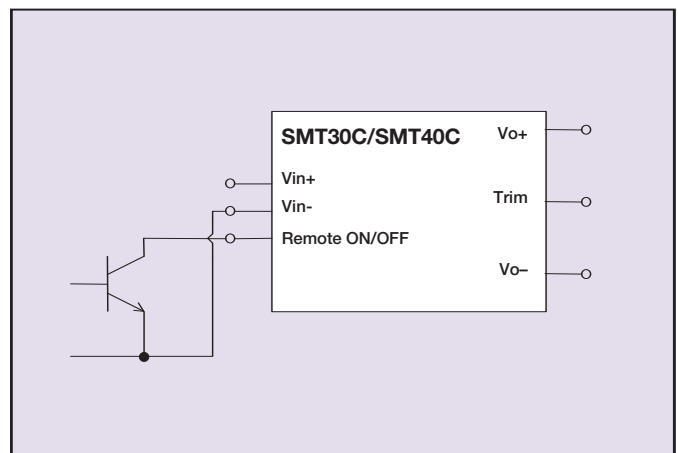 SMT30C/SMT40C
Vo+
Vin+
Vin-
Trim
Remote ON/OFF
Vo–